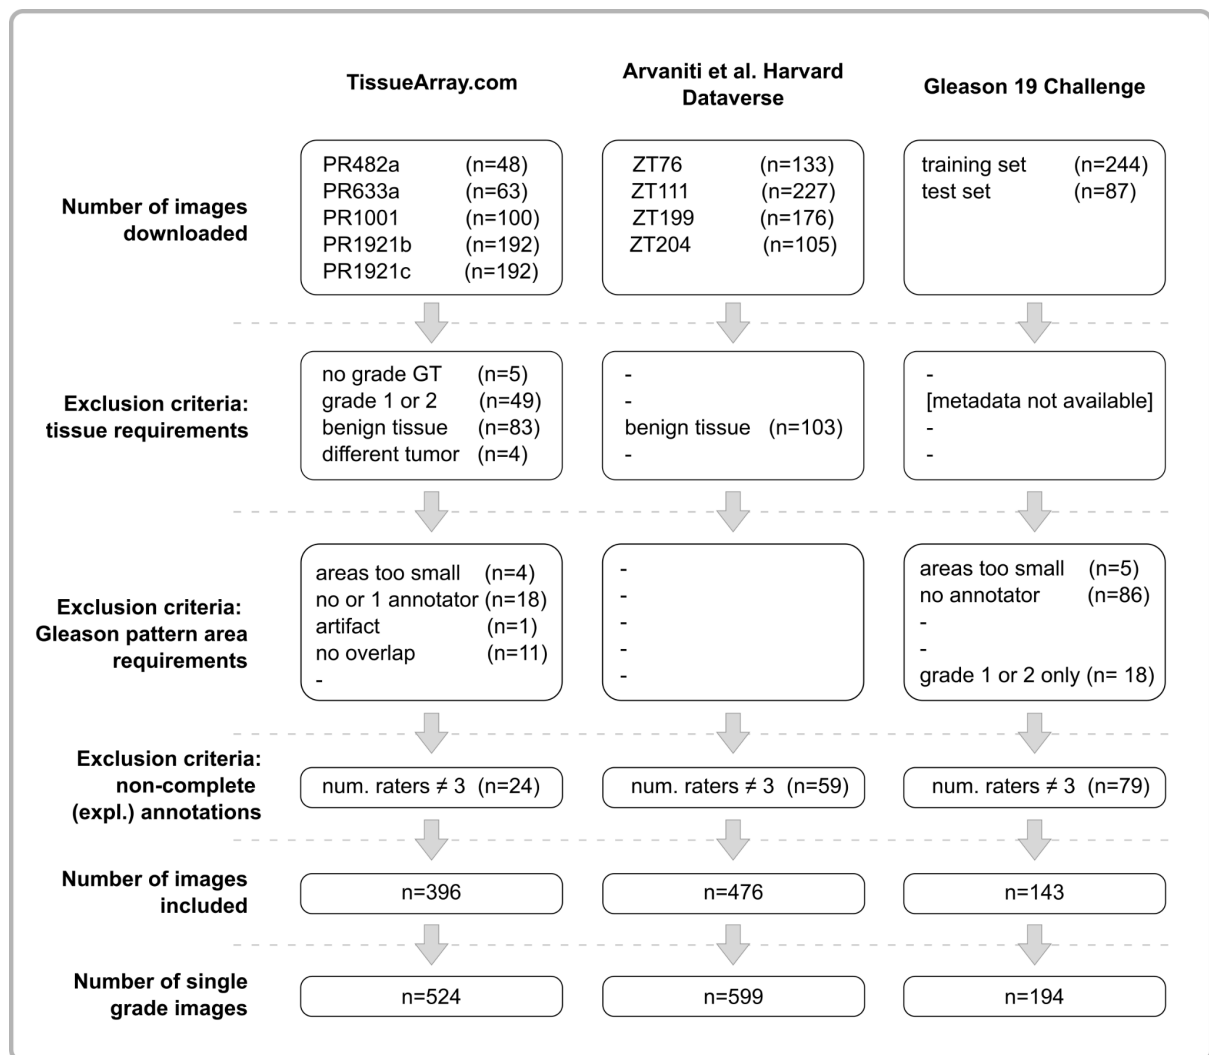 TissueArray.com
Arvaniti et al. Harvard
Dataverse
Gleason 19 Challenge
Number of images
downloaded
PR482a (n=48)
PR633a (n=63)
PR1001 (n=100)
PR1921b (n=192)
PR1921c (n=192)
ZT76 (n=133)
ZT111 (n=227)
ZT199 (n=176)
ZT204 (n=105)
training set (n=244)
test set (n=87)
Exclusion criteria:
tissue requirements
no grade GT (n=5)
grade 1 or 2 (n=49)
benign tissue (n=83)
different tumor (n=4)
-
-
benign tissue (n=103)
-
-
[metadata not available]
-
-
Exclusion criteria:
Gleason pattern area
requirements
areas too small (n=4)
no or 1 annotator (n=18)
artifact (n=1)
no overlap (n=11)
-
-
-
-
-
-
areas too small (n=5)
no annotator (n=86)
-
-
grade 1 or 2 only (n= 18)
Exclusion criteria:
non-complete
(expl.) annotations
num. raters ≠ 3 (n=24)
num. raters ≠ 3 (n=59)
num. raters ≠ 3 (n=79)
Number of images
included
n=396
n=476
n=143
Number of single
grade images
n=524
n=599
n=194